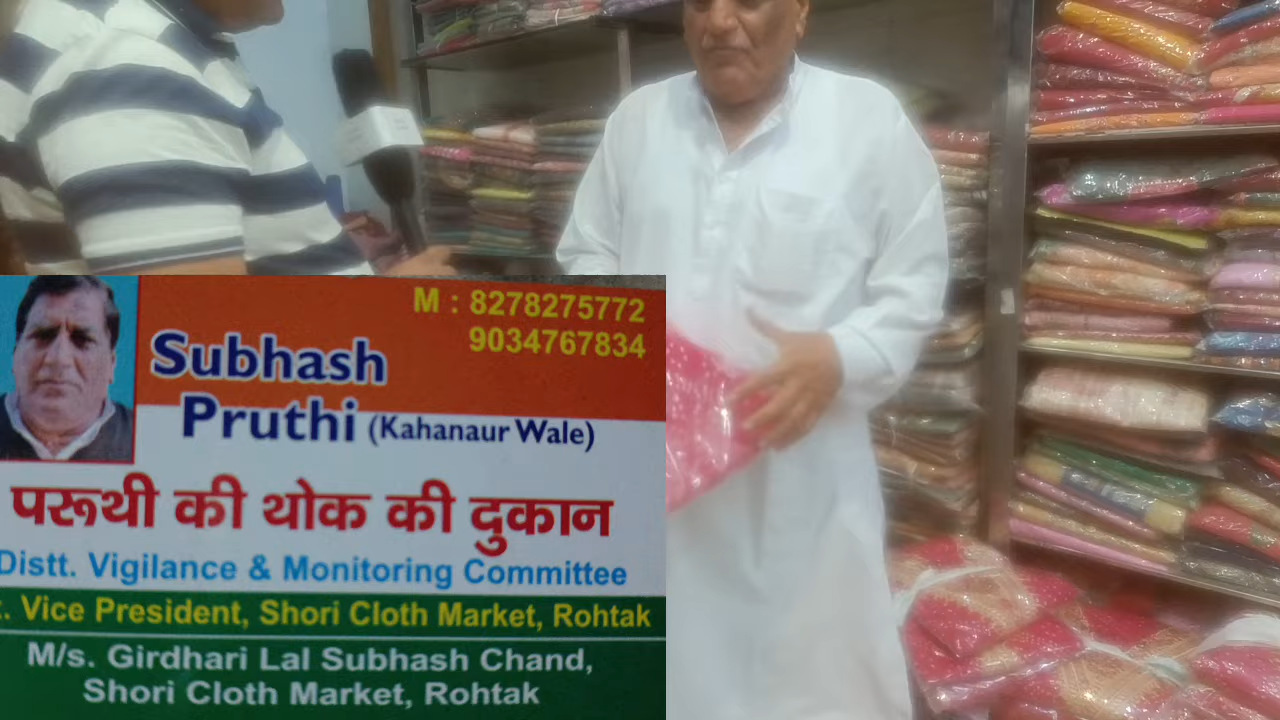 M : 8278275772
9034767834
Subhash
Pruthi (Kahanaur Wale)
परूथी की थोक की दुकान
Distt. Vigilance & Monitoring Committee
. Vice President, Shori Cloth Market, Rohtak
M/s. Girdhari Lal Subhash Chand,
Shori Cloth Market, Rohtak